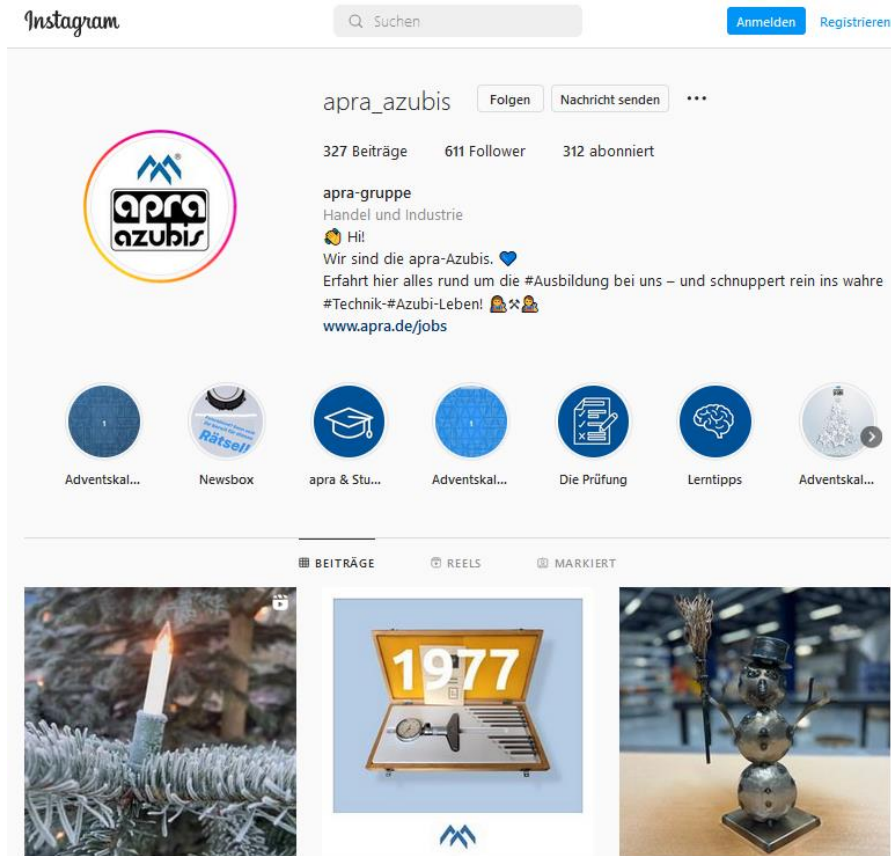 Instagram
Suchen
Anmelden
Registrieren
apra_azubis
Folgen
Nachricht senden
327 Beiträge
611 Follower
312 abonniert
apra
azubis
apra-gruppe
Handel und Industrie
Hi!
Wir sind die apra-Azubis.
Erfahrt hier alles rund um die #Ausbildung bei uns – und schnuppert rein ins wahre
#Technik-#Azubi-Leben!
www.apra.de/jobs
1
Rätsel!
1
Adventskal...
Newsbox
apra & Stu...
Adventskal...
Die Prüfung
Lerntipps
Adventskal...
BEITRÄGE
REELS
MARKIERT
1977